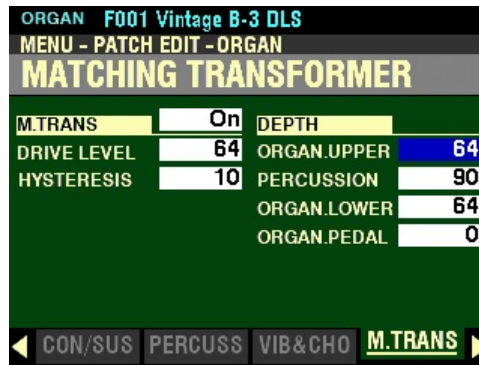 ORGAN F001 Vintage B-3 DLS
MENU - PATCH EDIT - ORGAN
MATCHING TRANSFORMER
M.TRANS On DEPTH
DRIVE LEVEL 64 ORGAN.UPPER 64
HYSTERESIS 10 PERCUSSION 90
ORGAN.LOWER 64
ORGAN.PEDAL 0
CON/SUS PERCUSS VIB&CHO M.TRANS